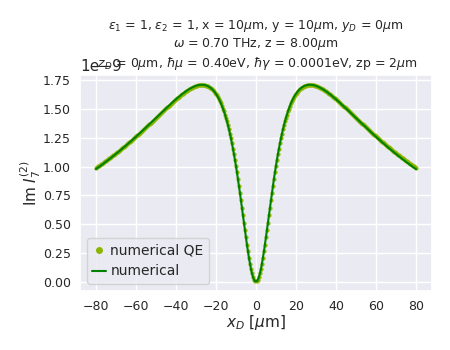 ε₁ = 1, ε₂ = 1, x = 10μm, y = 10μm, y_D = 0μm
ω = 0.70 THz, z = 8.00μm
z_D = 0μm, ℏμ = 0.40eV, ℏγ = 0.0001eV, zp = 2μm
1e−9
1.75
1.50
1.25
1.00
0.75
0.50
0.25
0.00
Im I₇⁽²⁾
numerical QE
numerical
−80 −60 −40 −20 0 20 40 60 80
x_D [μm]